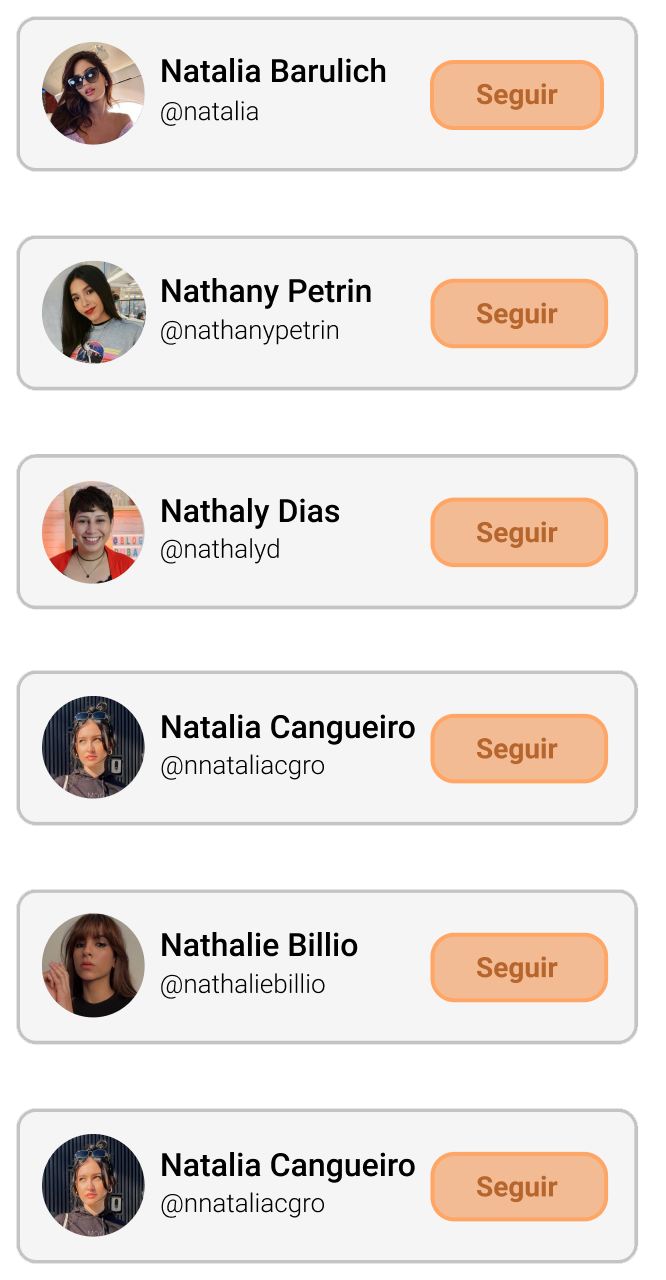 Natalia Barulich
@natalia
Seguir
Nathany Petrin
@nathanypetrin
Seguir
Nathaly Dias
@nathalyd
Seguir
Natalia Cangueiro
@nnataliacgro
Seguir
Nathalie Billio
@nathaliebillio
Seguir
Natalia Cangueiro
@nnataliacgro
Seguir